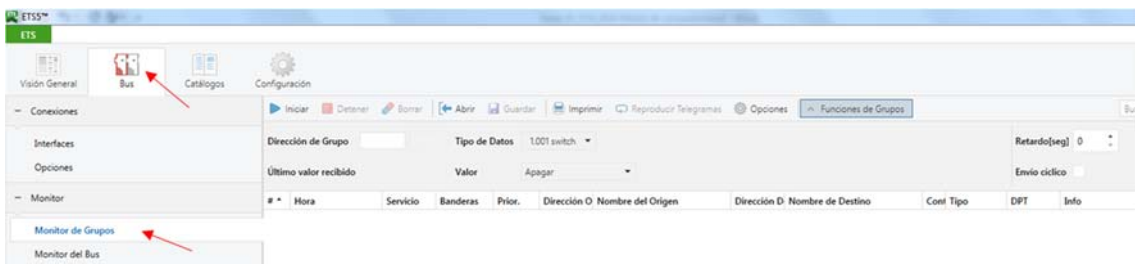 ETS5™
ETS
Visión General Bus Catálogos Configuración
Conexiones
Iniciar Detener Borrar Abrir Guardar Imprimir Reproducir Telegramas Opciones Funciones de Grupos Bu
Interfaces
Dirección de Grupo Tipo de Datos 1.001 switch Retardo[seg] 0
Opciones
Último valor recibido Valor Apagar Envio cíclico
Monitor
# Hora Servicio Banderas Prior. Dirección O Nombre del Origen Dirección D Nombre de Destino Cont Tipo DPT Info
Monitor de Grupos
Monitor del Bus